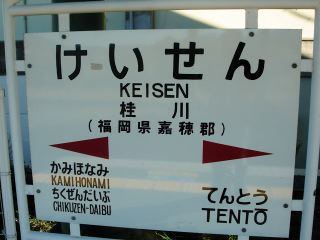 けいせん
KEISEN
桂川
(福岡県嘉穂郡)
かみほなみ
KAMIHONAMI
ちくぜんだいぶ
CHIKUZEN-DAIBU
てんとう
TENTŌ